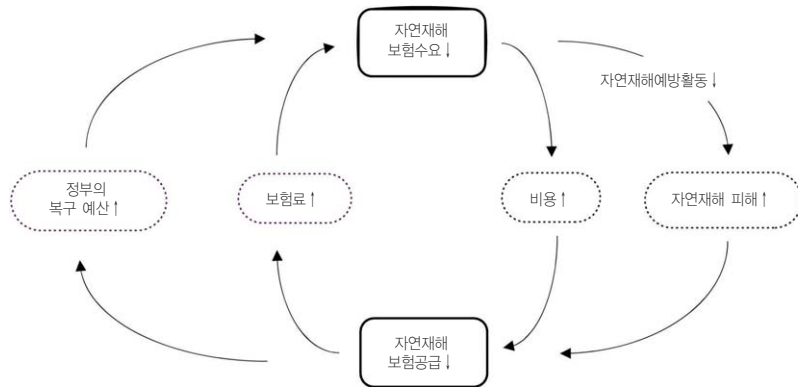 자연재해
보험수요↓
자연재해예방활동↓
정부의
복구 예산↑
보험료↑
비용↑
자연재해 피해↑
자연재해
보험공급↓